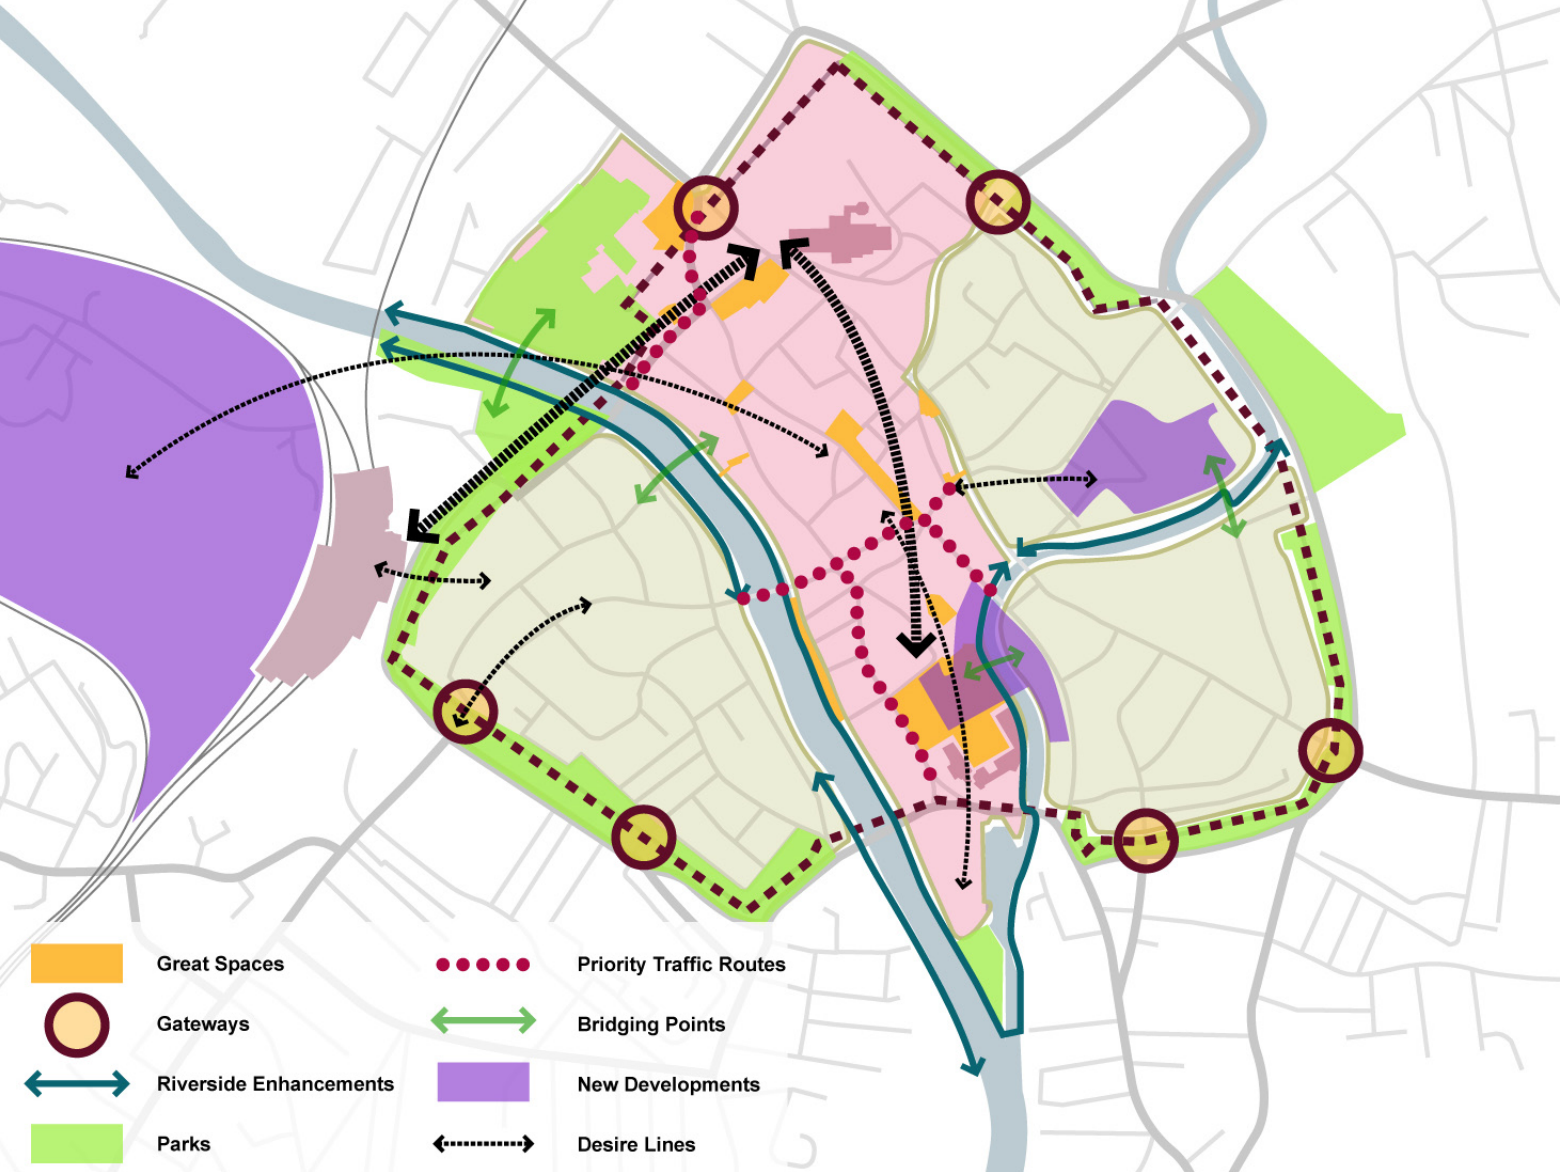 Great Spaces
Gateways
Riverside Enhancements
Parks
Priority Traffic Routes
Bridging Points
New Developments
Desire Lines